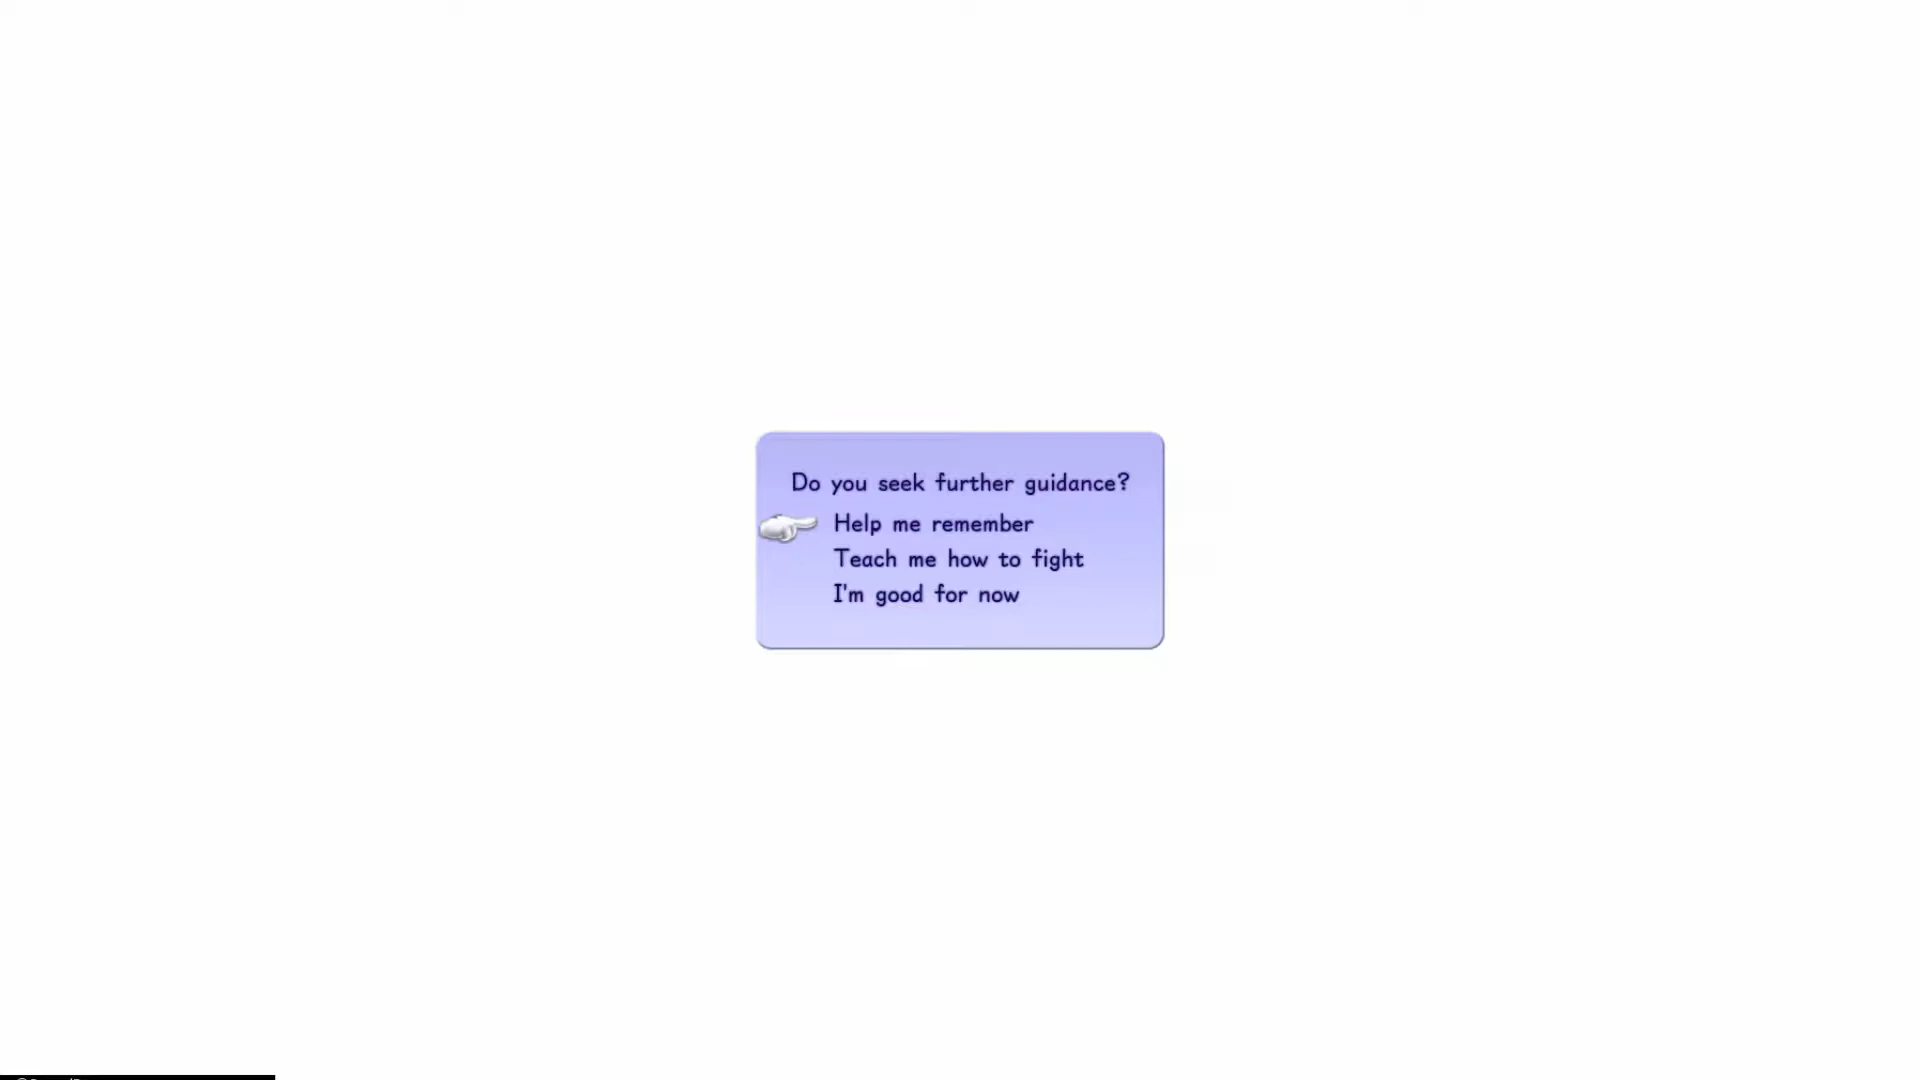 Do you seek further guidance?
Help me remember
Teach me how to fight
I'm good for now